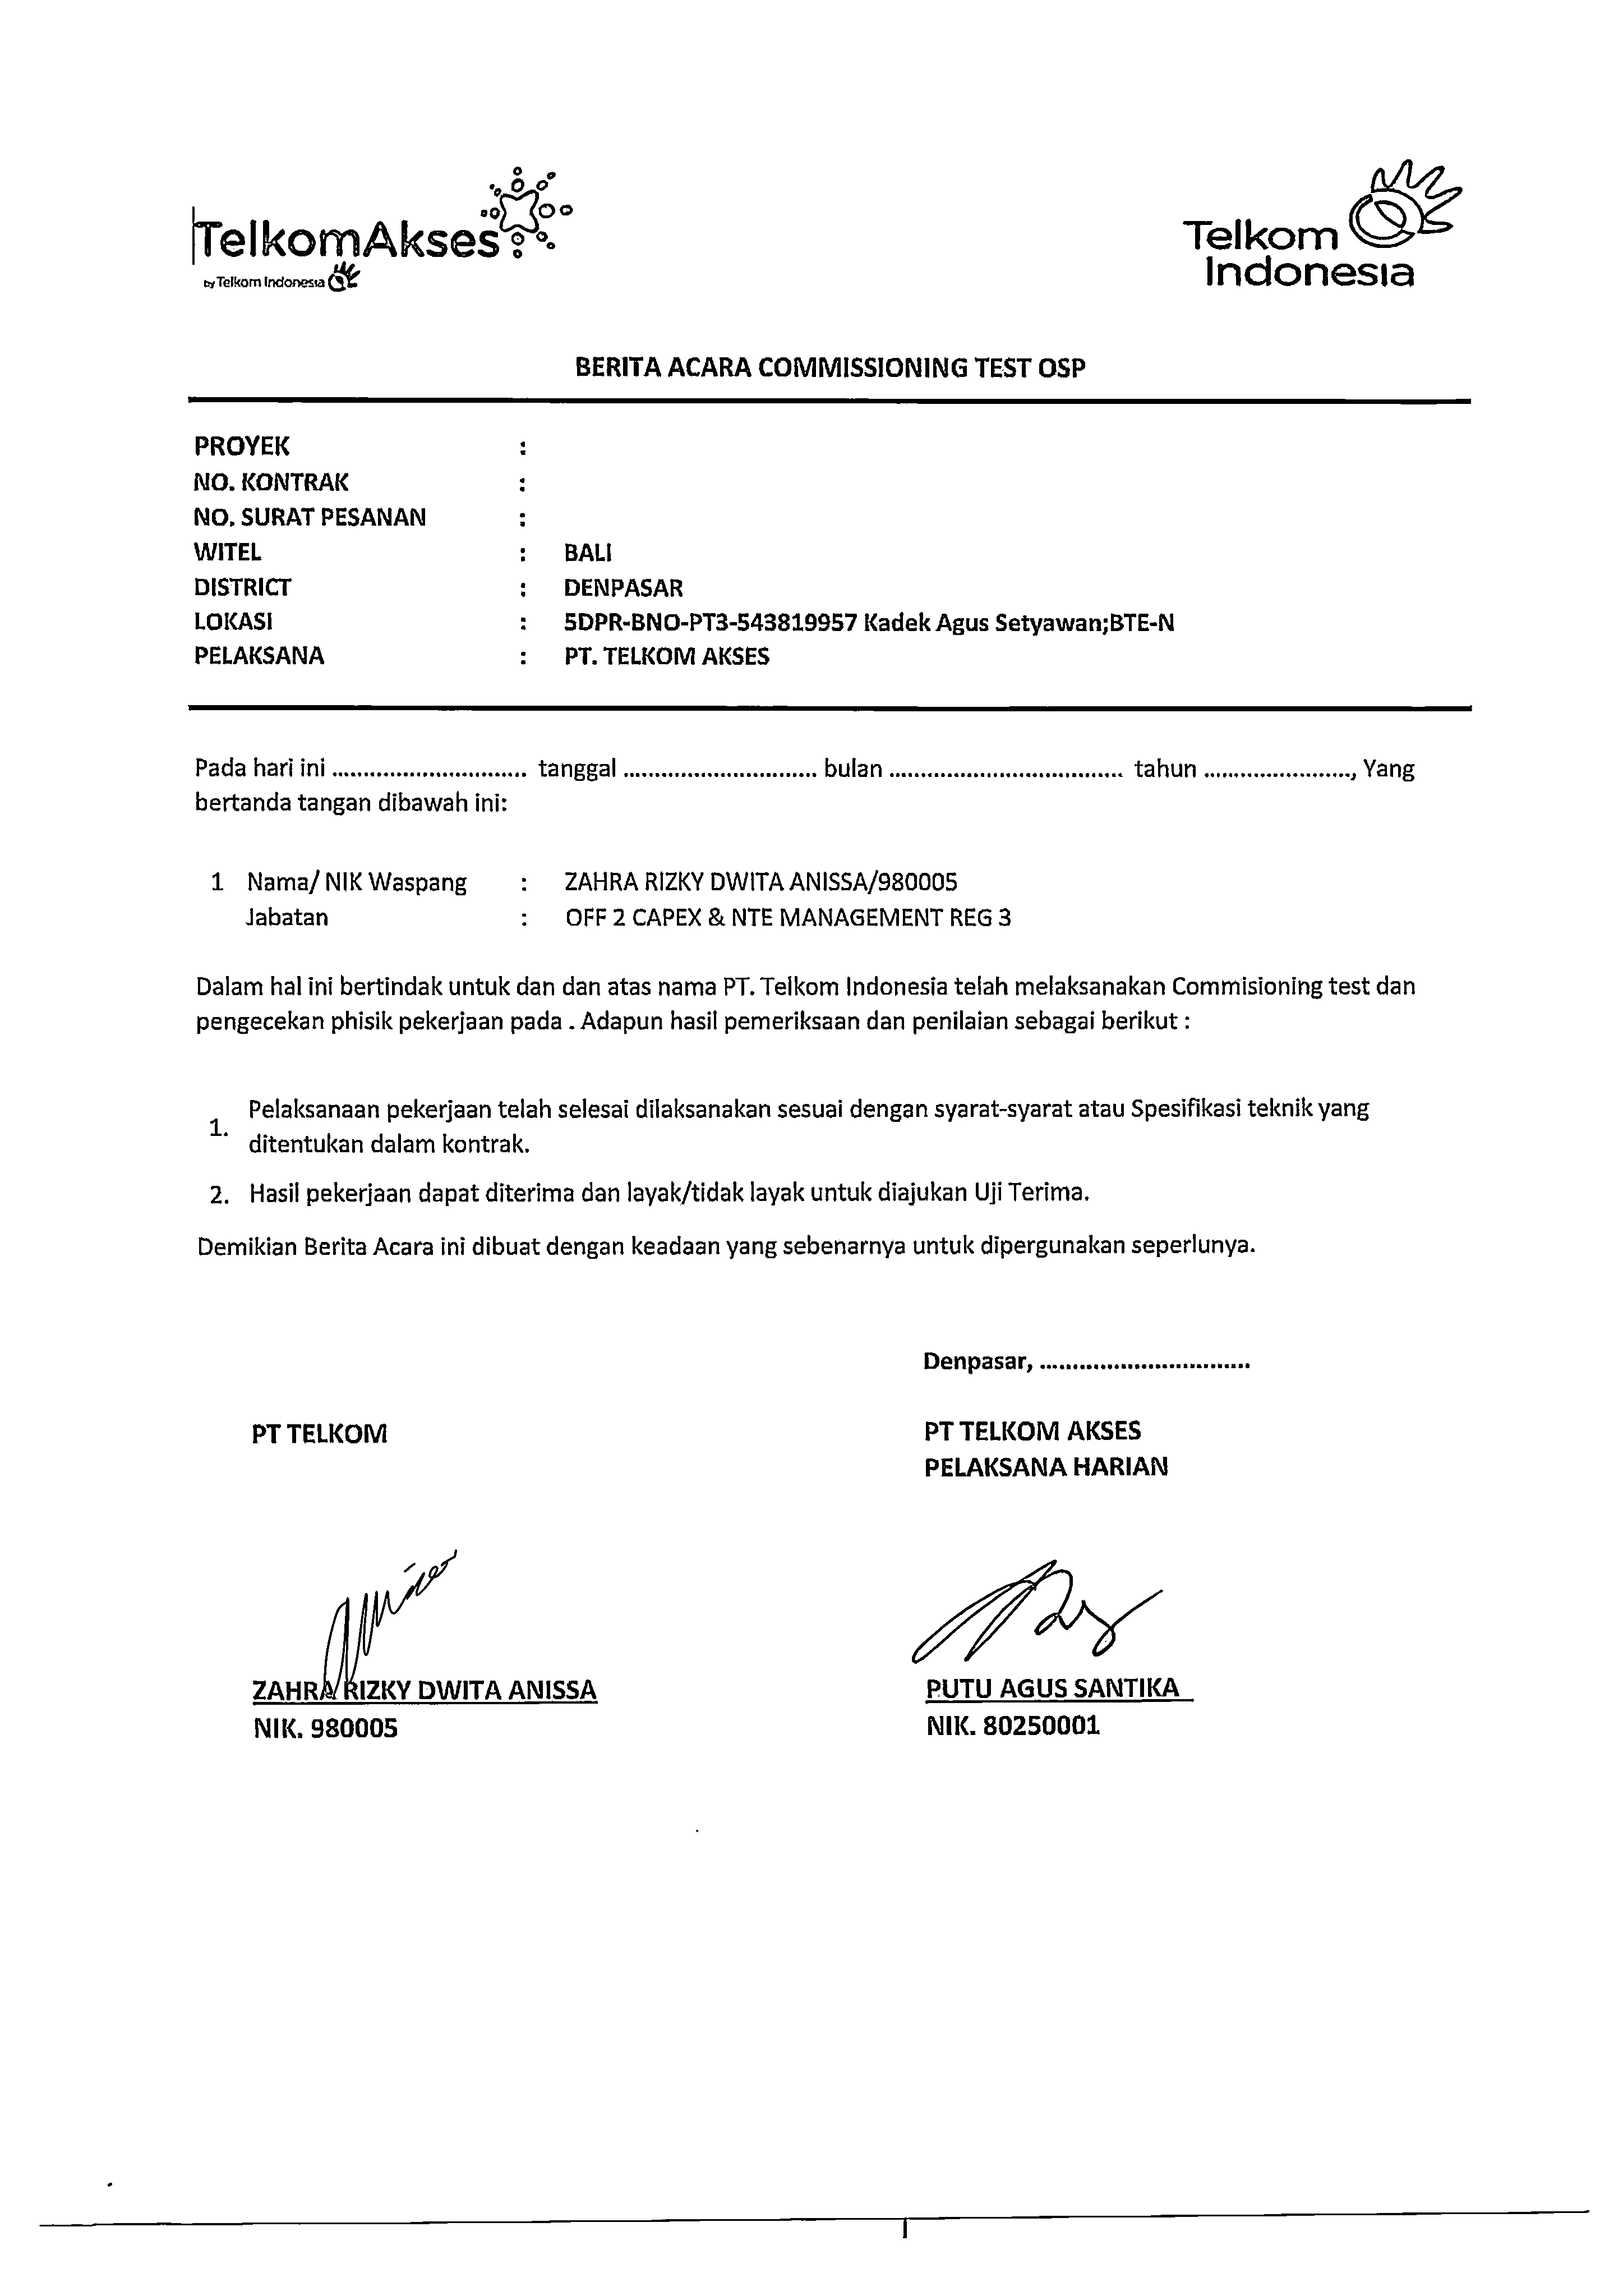 TelkomAkses
by Telkom Indonesia
Telkom
Indonesia
BERITA ACARA COMMISSIONING TEST OSP
PROYEK :
NO. KONTRAK :
NO. SURAT PESANAN :
WITEL : BALI
DISTRICT : DENPASAR
LOKASI : 5DPR-BNO-PT3-543819957 Kadek Agus Setyawan;BTE-N
PELAKSANA : PT. TELKOM AKSES
Pada hari ini ............................... tanggal ............................... bulan ..................................... tahun ......................., Yang
bertanda tangan dibawah ini:
1 Nama/ NIK Waspang : ZAHRA RIZKY DWITA ANISSA/980005
Jabatan : OFF 2 CAPEX & NTE MANAGEMENT REG 3
Dalam hal ini bertindak untuk dan dan atas nama PT. Telkom Indonesia telah melaksanakan Commisioning test dan
pengecekan phisik pekerjaan pada . Adapun hasil pemeriksaan dan penilaian sebagai berikut :
1. Pelaksanaan pekerjaan telah selesai dilaksanakan sesuai dengan syarat-syarat atau Spesifikasi teknik yang
ditentukan dalam kontrak.
2. Hasil pekerjaan dapat diterima dan layak/tidak layak untuk diajukan Uji Terima.
Demikian Berita Acara ini dibuat dengan keadaan yang sebenarnya untuk dipergunakan seperlunya.
Denpasar, ................................
PT TELKOM
PT TELKOM AKSES
PELAKSANA HARIAN
ZAHRA RIZKY DWITA ANISSA
NIK. 980005
PUTU AGUS SANTIKA
NIK. 80250001